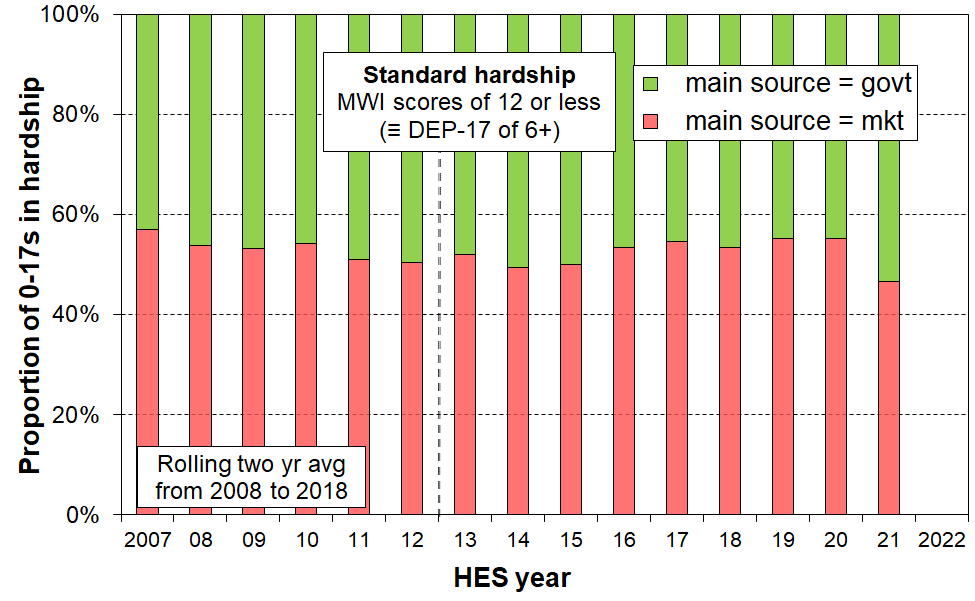 100%
80%
60%
40%
20%
0%
Proportion of 0-17s in hardship
Standard hardship
MWI scores of 12 or less
(≡ DEP-17 of 6+)
main source = govt
main source = mkt
Rolling two yr avg
from 2008 to 2018
2007 08 09 10 11 12 13 14 15 16 17 18 19 20 21 2022
HES year